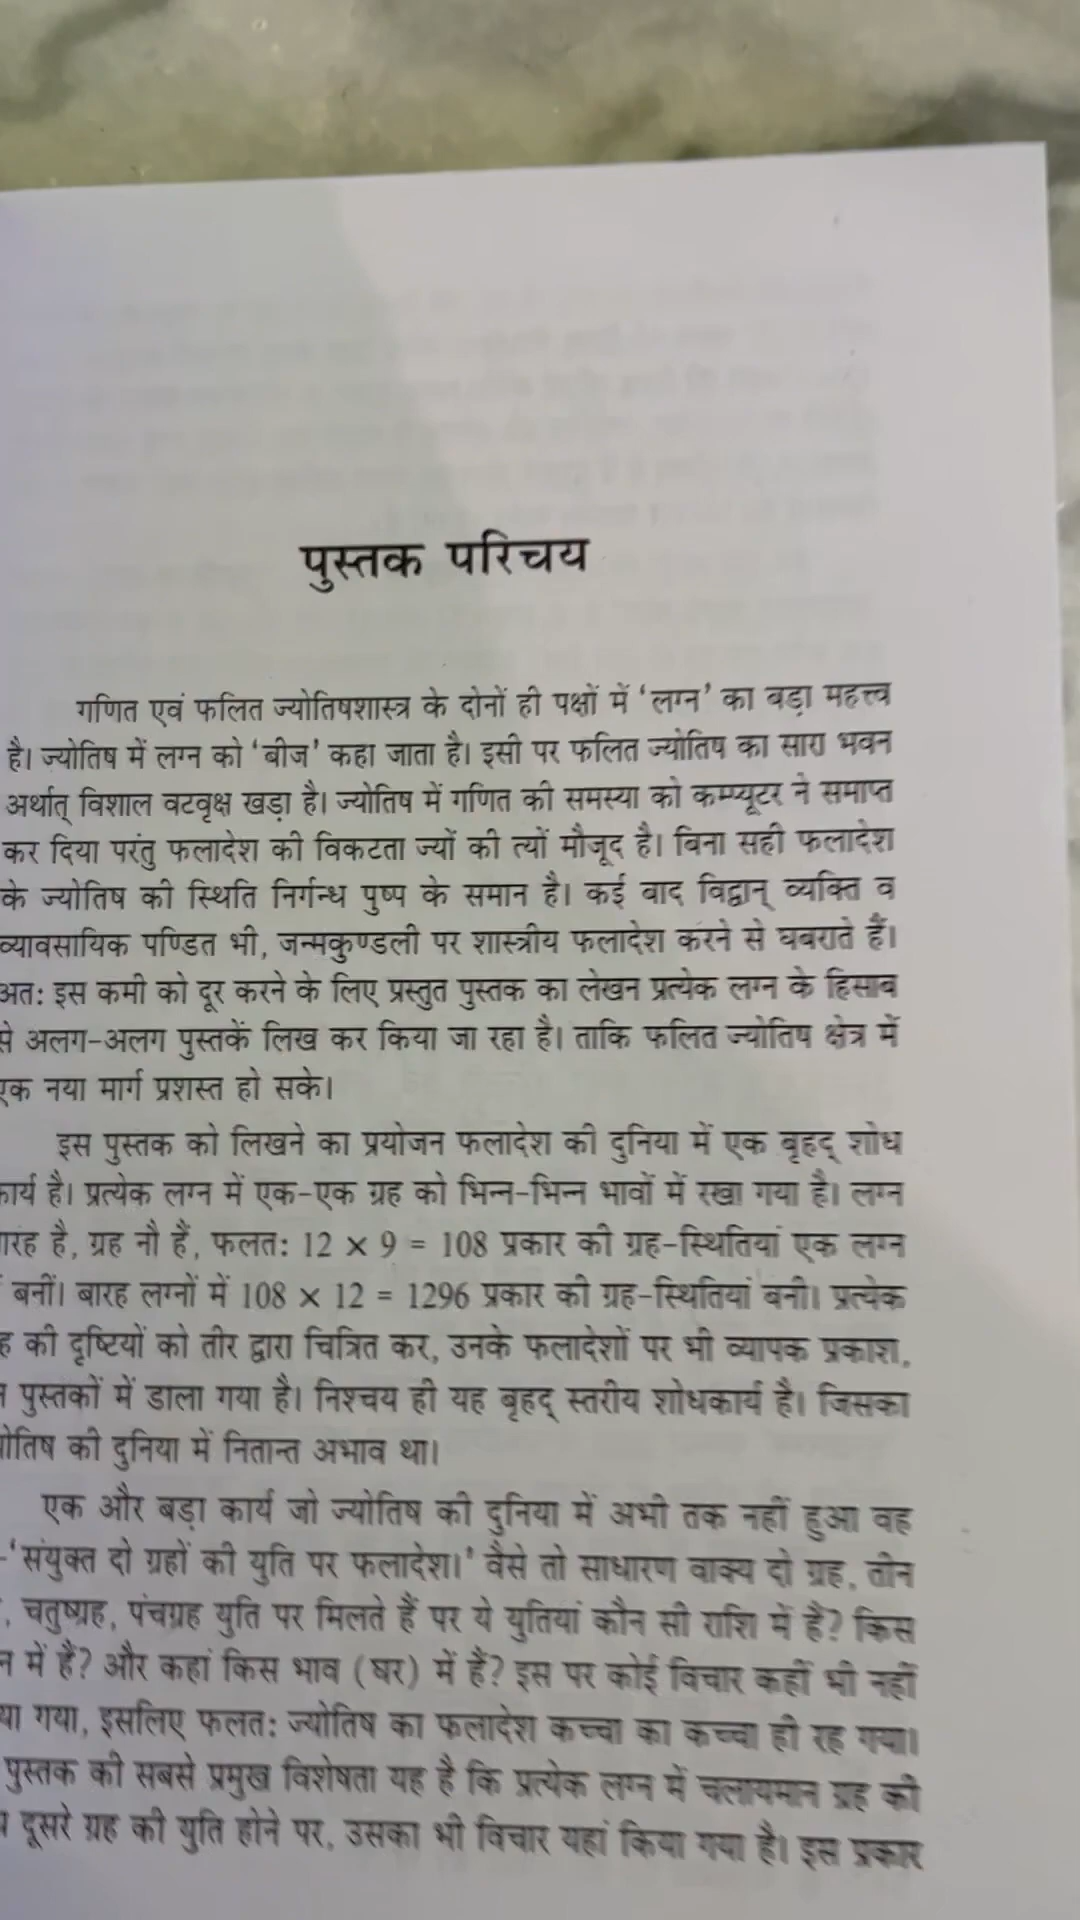 पुस्तक परिचय
गणित एवं फलित ज्योतिषशास्त्र के दोनों ही पक्षों में 'लग्न' का बड़ा महत्त्व
है। ज्योतिष में लग्न को 'बीज' कहा जाता है। इसी पर फलित ज्योतिष का सारा भवन
अर्थात् विशाल वटवृक्ष खड़ा है। ज्योतिष में गणित की समस्या को कम्प्यूटर ने समाप्त
कर दिया परंतु फलादेश की विकटता ज्यों की त्यों मौजूद है। बिना सही फलादेश
के ज्योतिष की स्थिति निर्गन्ध पुष्प के समान है। कई बाद विद्वान् व्यक्ति व
व्यावसायिक पण्डित भी, जन्मकुण्डली पर शास्त्रीय फलादेश करने से घबराते हैं।
अतः इस कमी को दूर करने के लिए प्रस्तुत पुस्तक का लेखन प्रत्येक लग्न के हिसाब
से अलग-अलग पुस्तकें लिख कर किया जा रहा है। ताकि फलित ज्योतिष क्षेत्र में
एक नया मार्ग प्रशस्त हो सके।
इस पुस्तक को लिखने का प्रयोजन फलादेश की दुनिया में एक बृहद् शोध
कार्य है। प्रत्येक लग्न में एक-एक ग्रह को भिन्न-भिन्न भावों में रखा गया है। लग्न
है, ग्रह नौ हैं, फलतः 12 × 9 = 108 प्रकार की ग्रह-स्थितियां एक लग्न
बनीं। बारह लग्नों में 108 × 12 = 1296 प्रकार की ग्रह-स्थितियां बनी। प्रत्येक
की दृष्टियों को तीर द्वारा चित्रित कर, उनके फलादेशों पर भी व्यापक प्रकाश,
पुस्तकों में डाला गया है। निश्चय ही यह बृहद् स्तरीय शोधकार्य है। जिसका
की दुनिया में नितान्त अभाव था।
एक और बड़ा कार्य जो ज्योतिष की दुनिया में अभी तक नहीं हुआ वह
-'संयुक्त दो ग्रहों की युति पर फलादेश।' वैसे तो साधारण वाक्य दो ग्रह, तीन
, चतुष्ग्रह, पंचग्रह युति पर मिलते हैं पर ये युतियां कौन सी राशि में हैं? किस
में हैं? और कहां किस भाव (घर) में हैं? इस पर कोई विचार कहीं भी नहीं
गया, इसलिए फलतः ज्योतिष का फलादेश कच्चा का कच्चा ही रह गया।
पुस्तक की सबसे प्रमुख विशेषता यह है कि प्रत्येक लग्न में चलायमान ग्रह की
दूसरे ग्रह की युति होने पर, उसका भी विचार यहां किया गया है। इस प्रकार